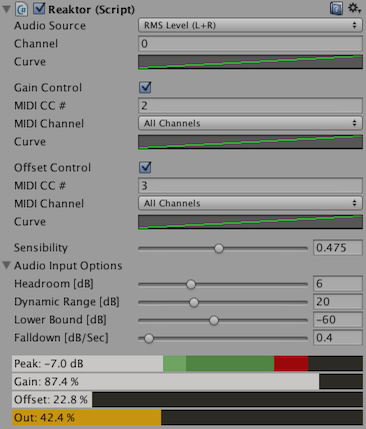 Reaktor (Script)
Audio Source RMS Level (L+R)
Channel 0
Curve
Gain Control
MIDI CC # 2
MIDI Channel All Channels
Curve
Offset Control
MIDI CC # 3
MIDI Channel All Channels
Curve
Sensibility 0.475
Audio Input Options
Headroom [dB] 6
Dynamic Range [dB] 20
Lower Bound [dB] -60
Falldown [dB/Sec] 0.4
Peak: -7.0 dB
Gain: 87.4 %
Offset: 22.8 %
Out: 42.4 %